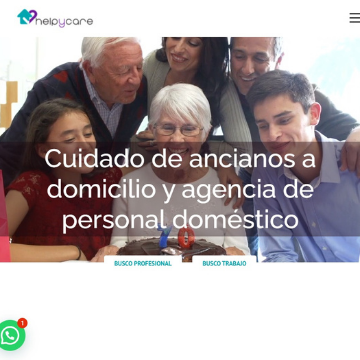 helpycare
Cuidado de ancianos a
domicilio y agencia de
personal doméstico
BUSCO PROFESIONAL
BUSCO TRABAJO
1